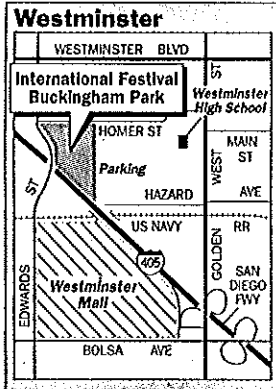 Westminster
WESTMINSTER BLVD
International Festival
Buckingham Park
ST
Westminster
High School
HOMER ST
MAIN
ST
Parking
WEST
HAZARD AVE
ST
US NAVY RR
405
GOLDEN
Westminster
Mall
SAN
DIEGO
FWY
EDWARDS
BOLSA AVE